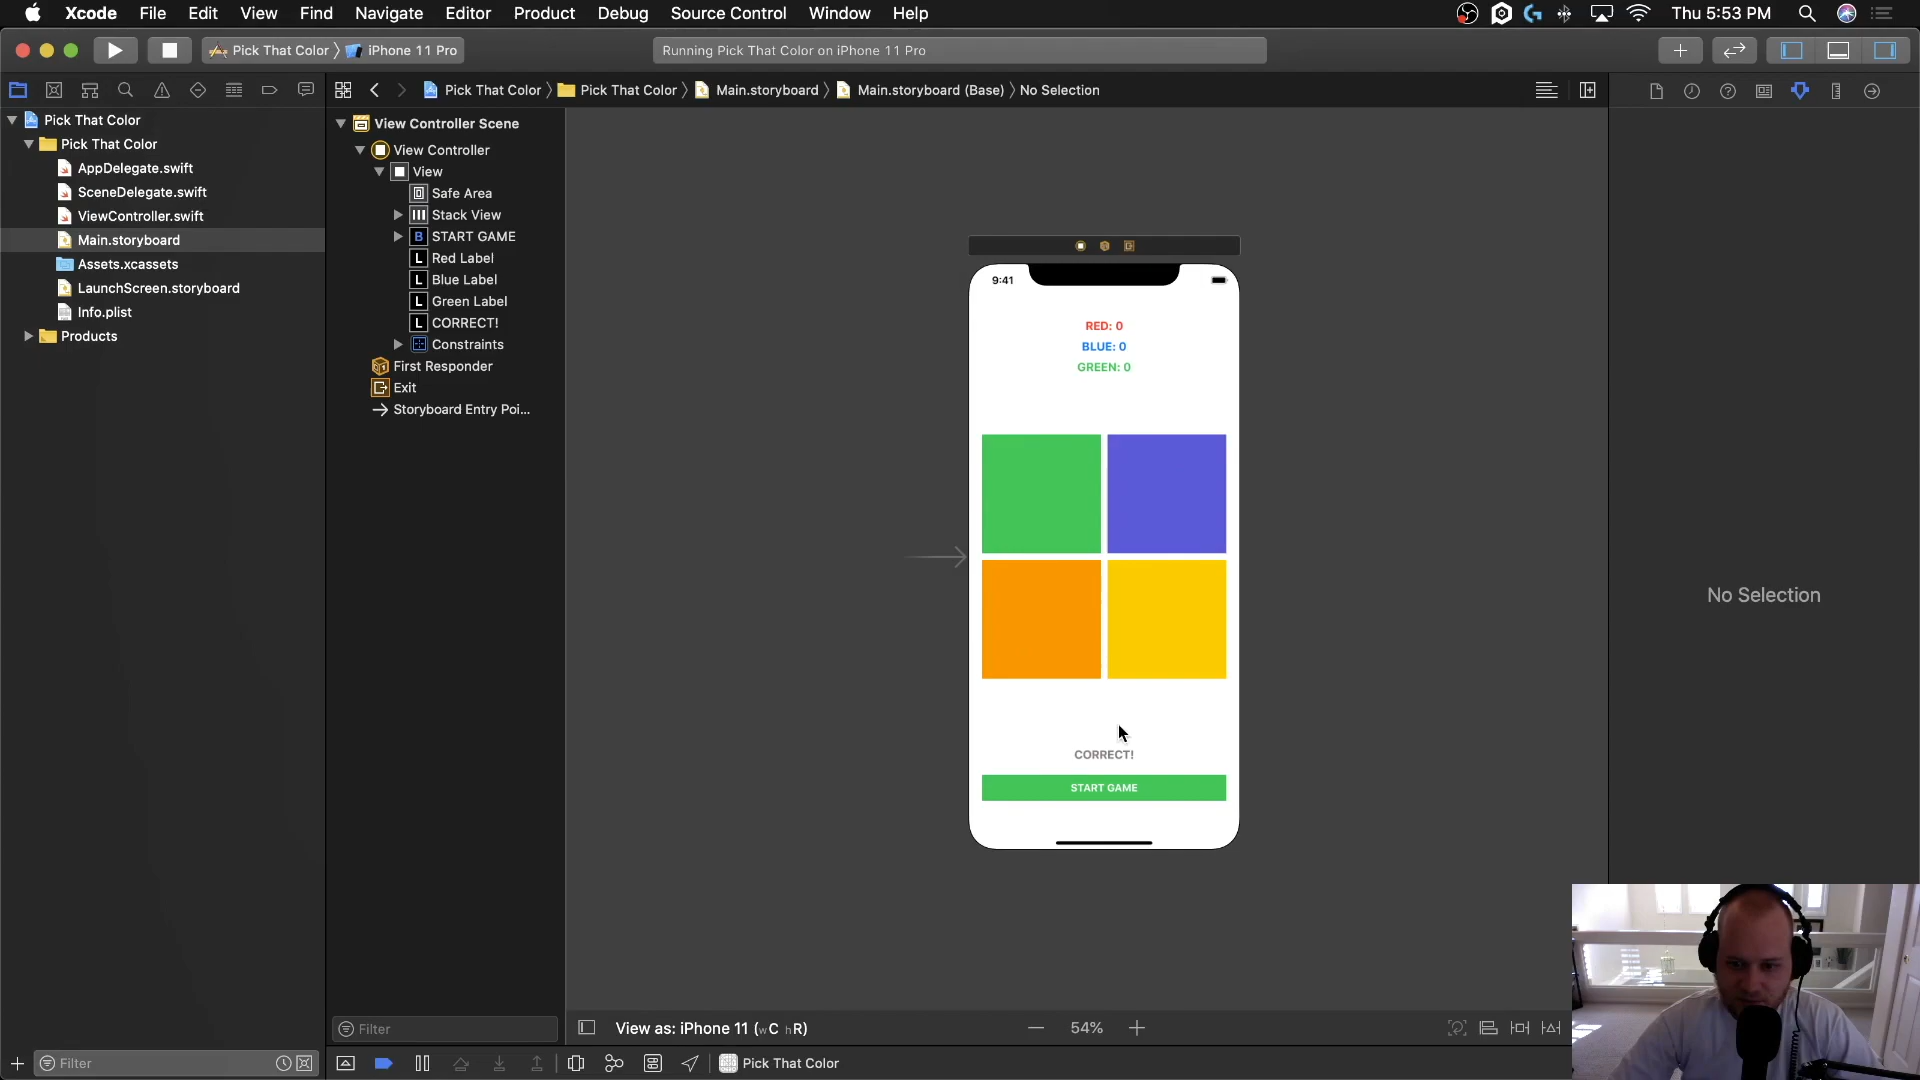 Xcode File Edit View Find Navigate Editor Product Debug Source Control Window Help Thu 5:53 PM
Pick That Color iPhone 11 Pro
Running Pick That Color on iPhone 11 Pro
Pick That Color Pick That Color Main.storyboard Main.storyboard (Base) No Selection
Pick That Color
Pick That Color
AppDelegate.swift
SceneDelegate.swift
ViewController.swift
Main.storyboard
Assets.xcassets
LaunchScreen.storyboard
Info.plist
Products
View Controller Scene
View Controller
View
Safe Area
Stack View
B START GAME
L Red Label
L Blue Label
L Green Label
L CORRECT!
Constraints
First Responder
Exit
Storyboard Entry Poi...
9:41
RED: 0
BLUE: 0
GREEN: 0
CORRECT!
START GAME
No Selection
Filter
View as: iPhone 11 (wC hR)
54%
Filter
Pick That Color